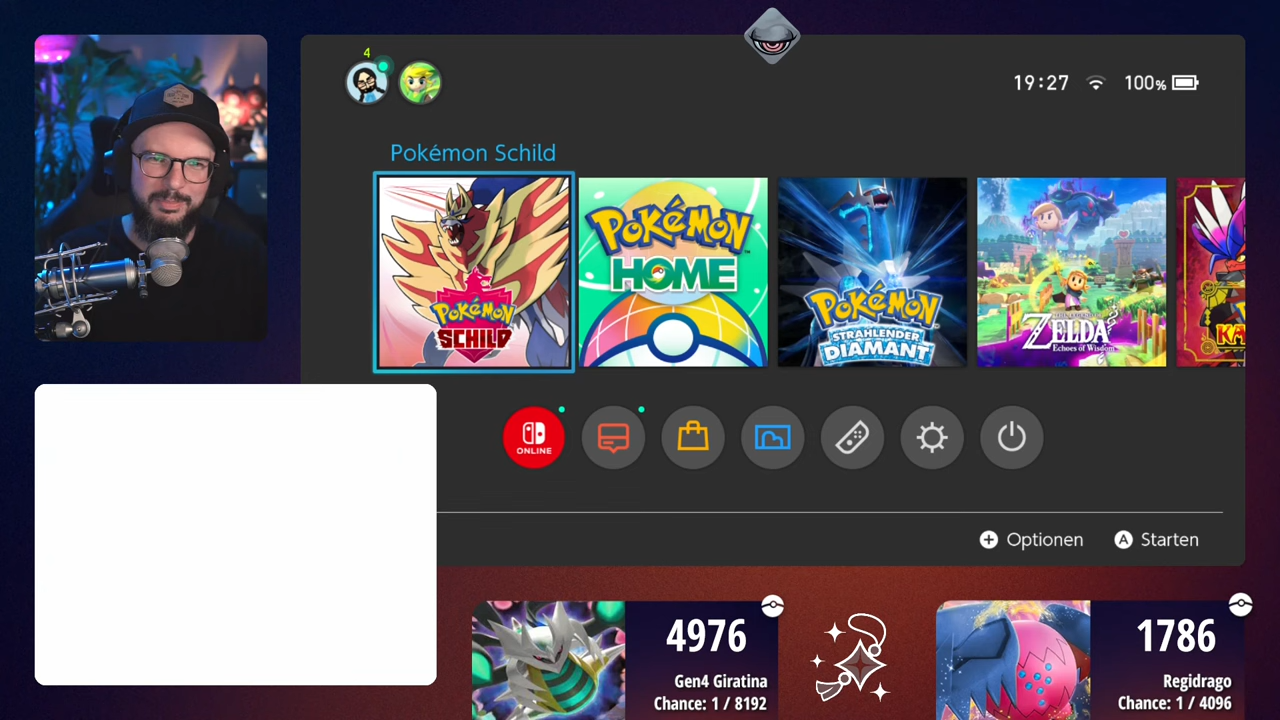 4
19:27
100%
Pokémon Schild
POKéMON
SCHILD
POKéMON
HOME
POKéMON
STRAHLENDER
DIAMANT
ZELDA
Echoes of Wisdom
ONLINE
Optionen
Starten
4976
Gen4 Giratina
Chance: 1 / 8192
1786
Regidrago
Chance: 1 / 4096